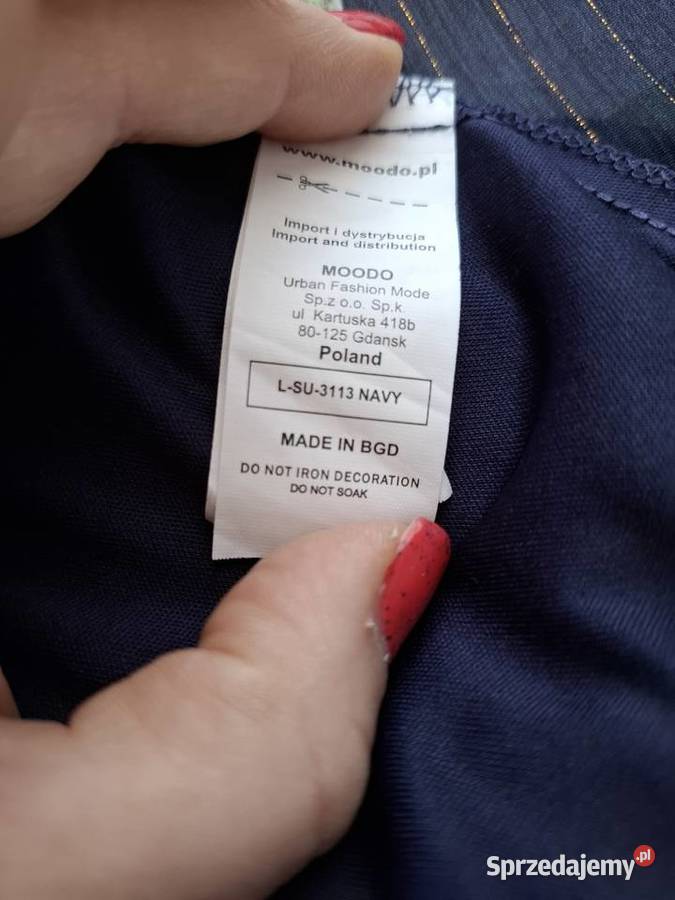 www.moodo.pl
Import i dystrybucja
Import and distribution
MOODO
Urban Fashion Mode
Sp.z o.o. Sp.k.
ul Kartuska 418b
80-125 Gdansk
Poland
L-SU-3113 NAVY
MADE IN BGD
DO NOT IRON DECORATION
DO NOT SOAK
Sprzedajemy.pl